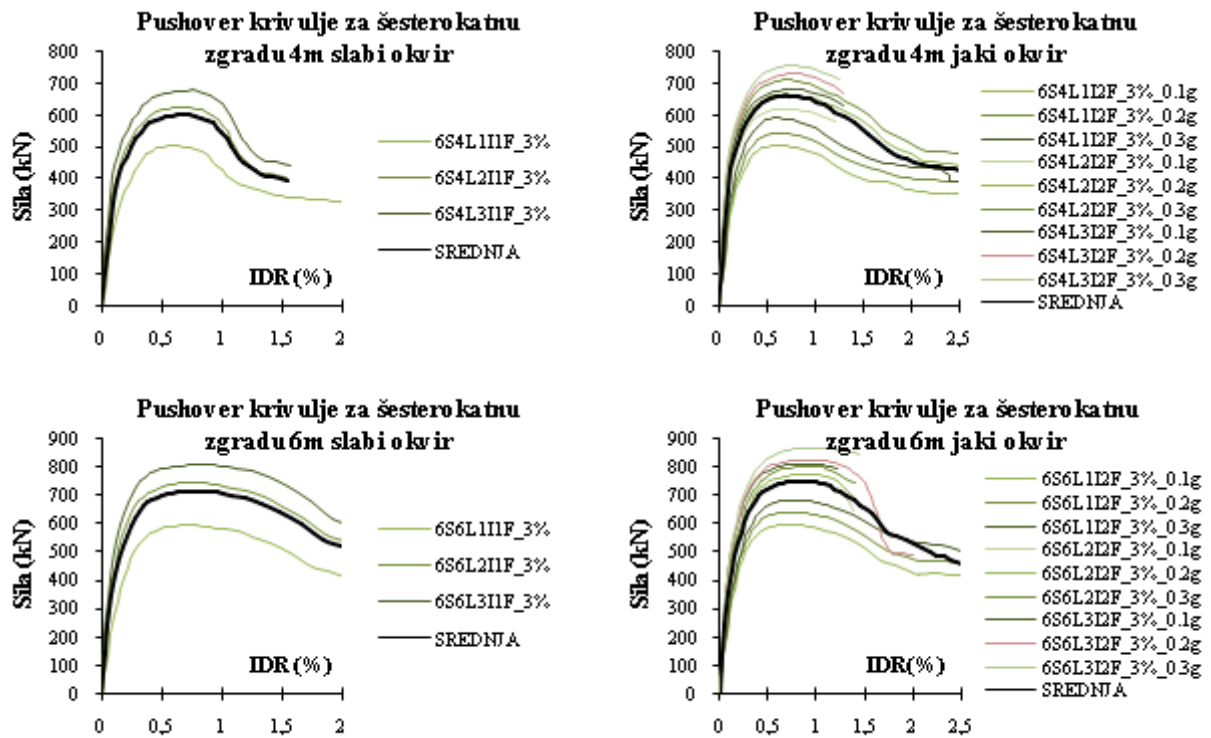 Pushover krivulje za šesterokatnu
zgradu 4m slabi okvir
800
700
600
500
400
300
200
100
0
Sila (kN)
IDR (%)
0 0,5 1 1,5 2
6S4L1I1F_3%
6S4L2I1F_3%
6S4L3I1F_3%
SREDNJA
Pushover krivulje za šesterokatnu
zgradu 4m jaki okvir
800
700
600
500
400
300
200
100
0
Sila (kN)
IDR(%)
0 0,5 1 1,5 2 2,5
6S4L1I2F_3%_0.1g
6S4L1I2F_3%_0.2g
6S4L1I2F_3%_0.3g
6S4L2I2F_3%_0.1g
6S4L2I2F_3%_0.2g
6S4L2I2F_3%_0.3g
6S4L3I2F_3%_0.1g
6S4L3I2F_3%_0.2g
6S4L3I2F_3%_0.3g
SREDNJA
Pushover krivulje za šesterokatnu
zgradu 6m slabi okvir
900
800
700
600
500
400
300
200
100
0
Sila (kN)
IDR (%)
0 0,5 1 1,5 2
6S6L1I1F_3%
6S6L2I1F_3%
6S6L3I1F_3%
SREDNJA
Pushover krivulje za šesterokatnu
zgradu 6m jaki okvir
900
800
700
600
500
400
300
200
100
0
Sila (kN)
IDR(%)
0 0,5 1 1,5 2 2,5
6S6L1I2F_3%_0.1g
6S6L1I2F_3%_0.2g
6S6L1I2F_3%_0.3g
6S6L2I2F_3%_0.1g
6S6L2I2F_3%_0.2g
6S6L2I2F_3%_0.3g
6S6L3I2F_3%_0.1g
6S6L3I2F_3%_0.2g
6S6L3I2F_3%_0.3g
SREDNJA